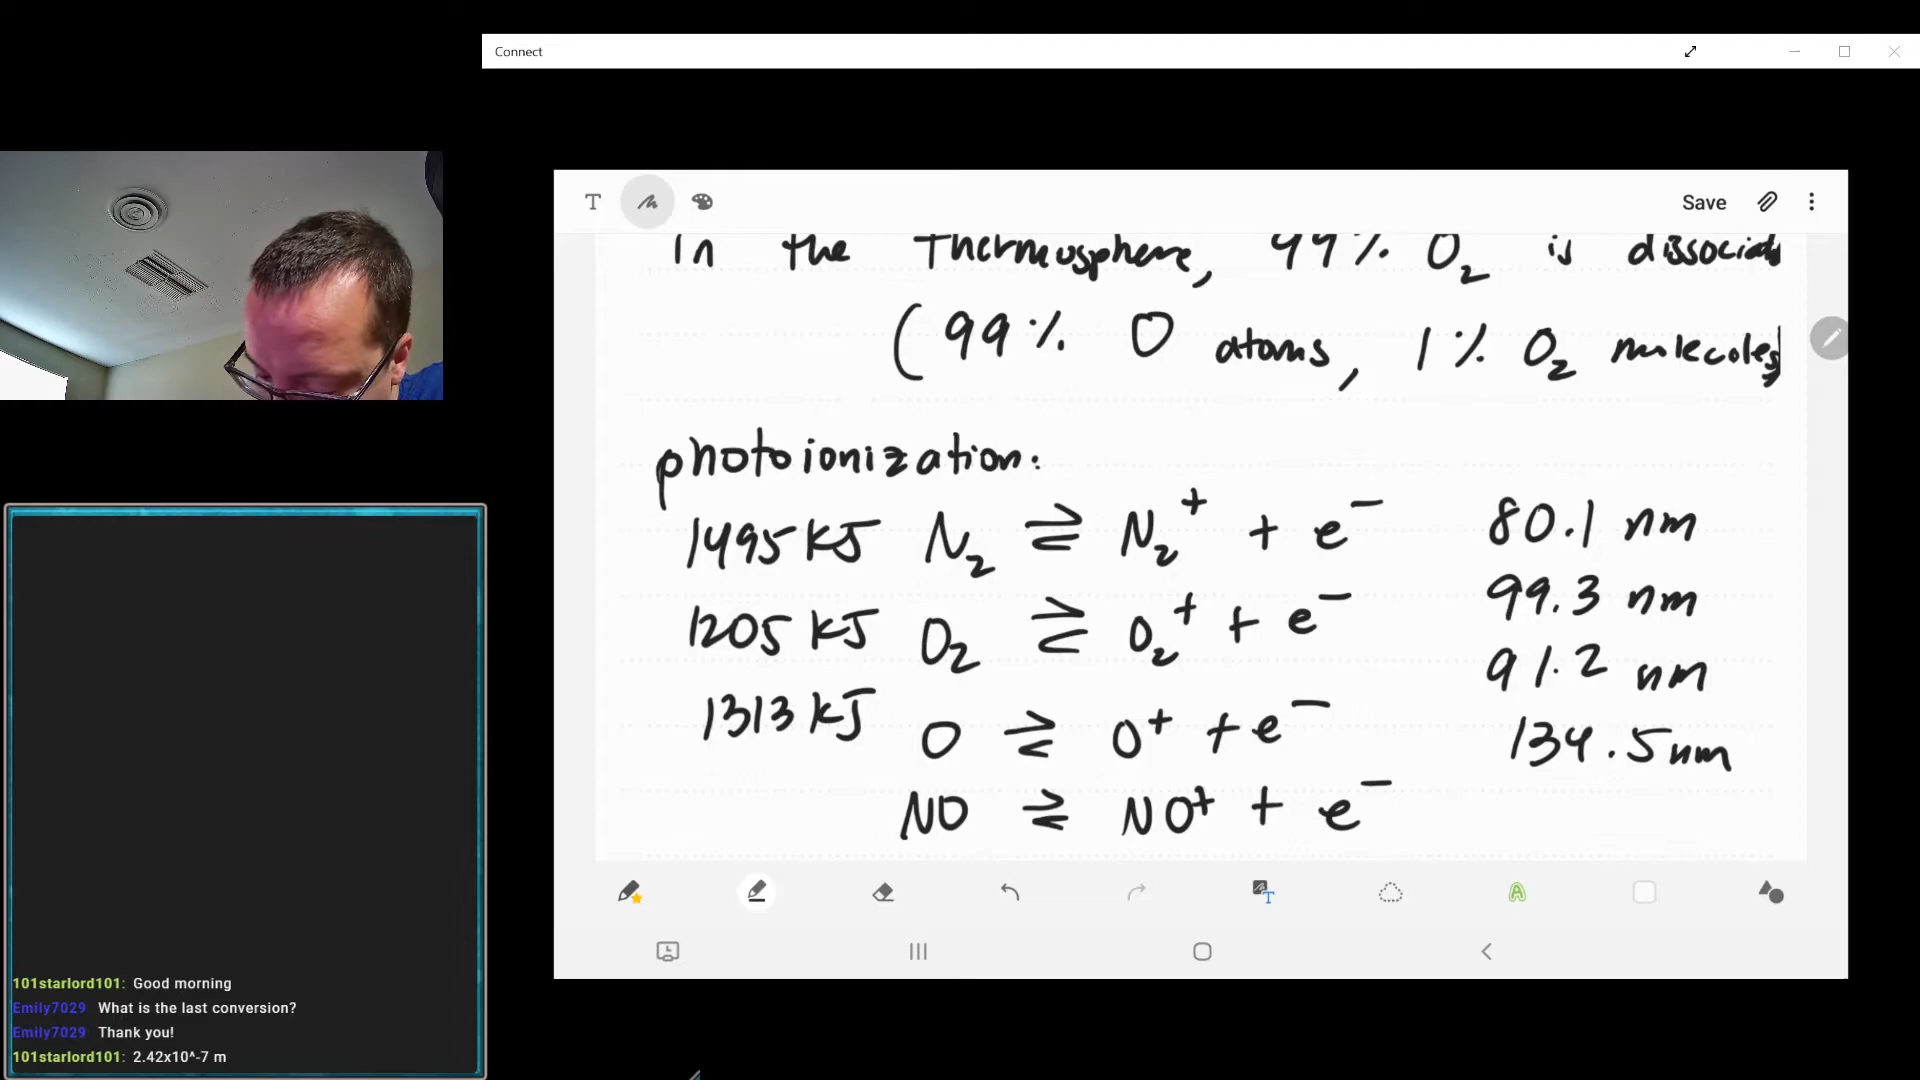 Connect
T
Save
In the Thermosphere, 99% O₂ is
(99% O atoms, 1% O₂ molecules
photoionization:
1495 kJ N₂ ⇌ N₂⁺ + e⁻ 80.1 nm
1205 kJ O₂ ⇌ O₂⁺ + e⁻ 99.3 nm
1313 kJ O ⇌ O⁺ + e⁻ 91.2 nm
NO ⇌ NO⁺ + e⁻ 134.5 nm
101starlord101: Good morning
Emily7029 What is the last conversion?
Emily7029 Thank you!
101starlord101: 2.42x10^-7 m